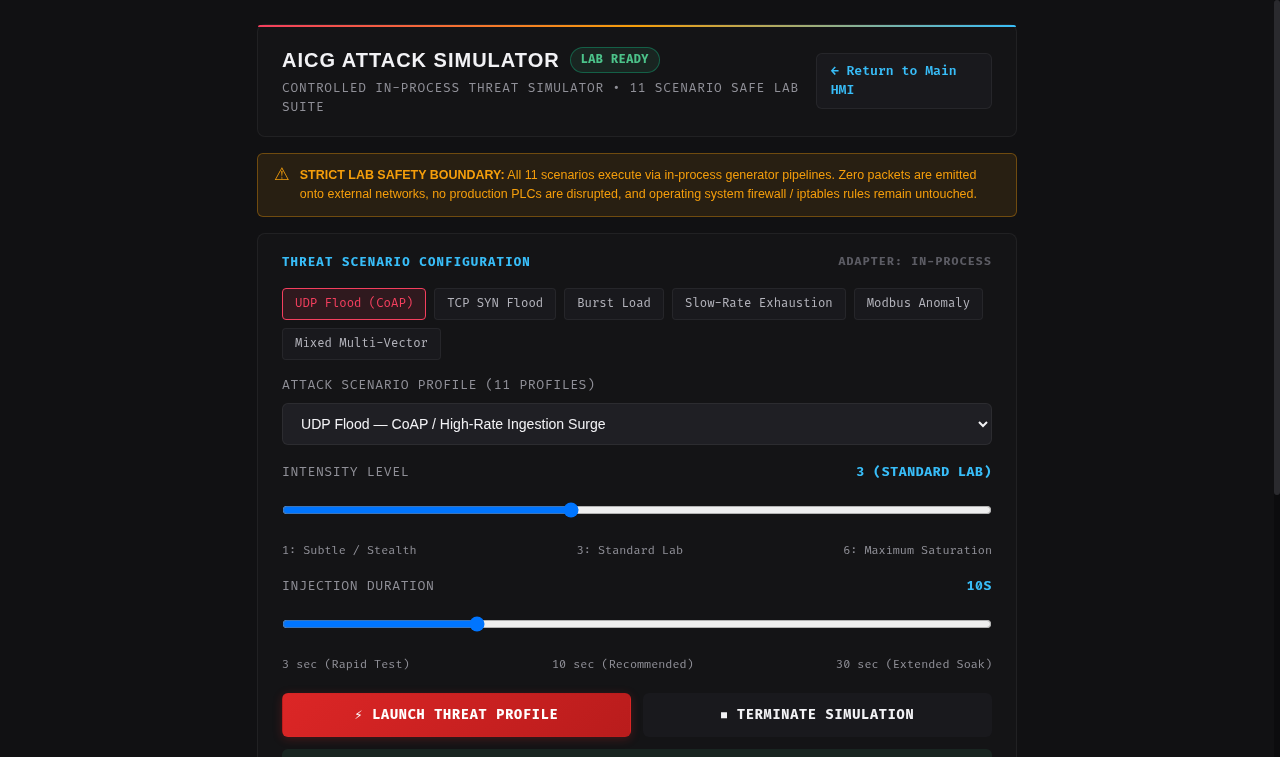 AICG ATTACK SIMULATOR LAB READY
CONTROLLED IN-PROCESS THREAT SIMULATOR • 11 SCENARIO SAFE LAB
SUITE
← Return to Main
HMI
⚠ STRICT LAB SAFETY BOUNDARY: All 11 scenarios execute via in-process generator pipelines. Zero packets are emitted
onto external networks, no production PLCs are disrupted, and operating system firewall / iptables rules remain untouched.
THREAT SCENARIO CONFIGURATION ADAPTER: IN-PROCESS
UDP Flood (CoAP) TCP SYN Flood Burst Load Slow-Rate Exhaustion Modbus Anomaly
Mixed Multi-Vector
ATTACK SCENARIO PROFILE (11 PROFILES)
UDP Flood — CoAP / High-Rate Ingestion Surge
INTENSITY LEVEL 3 (STANDARD LAB)
1: Subtle / Stealth 3: Standard Lab 6: Maximum Saturation
INJECTION DURATION 10S
3 sec (Rapid Test) 10 sec (Recommended) 30 sec (Extended Soak)
⚡ LAUNCH THREAT PROFILE ■ TERMINATE SIMULATION